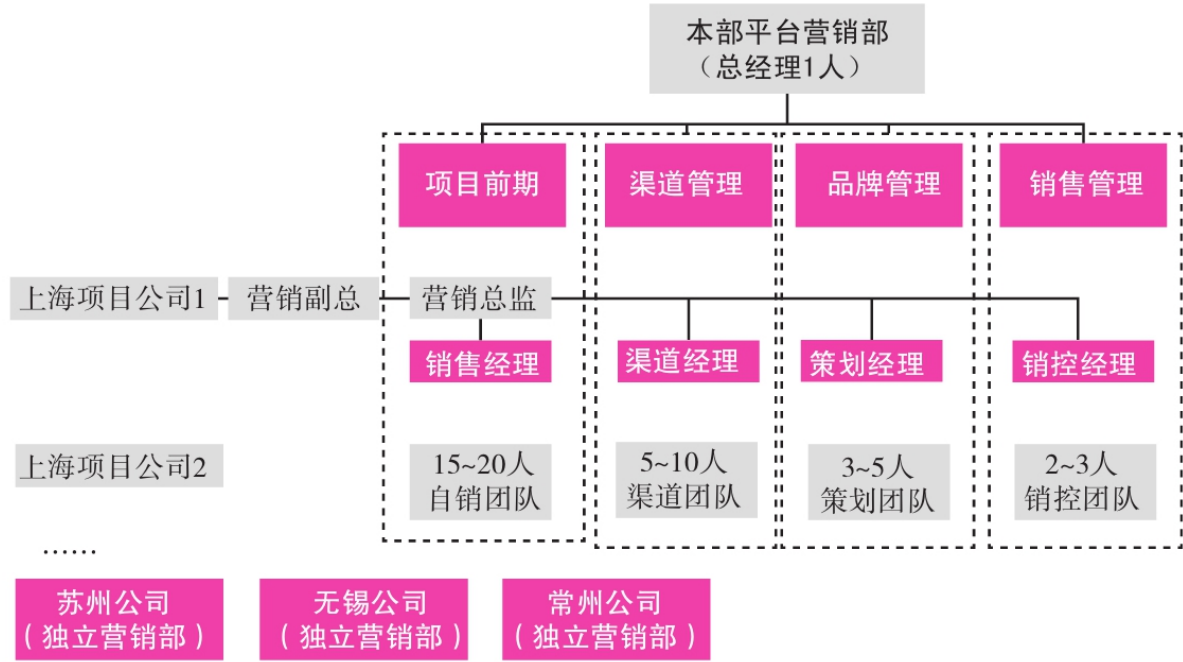 本部平台营销部
（总经理1人）
项目前期
渠道管理
品牌管理
销售管理
上海项目公司1
营销副总
营销总监
销售经理
渠道经理
策划经理
销控经理
上海项目公司2
15~20人
自销团队
5~10人
渠道团队
3~5人
策划团队
2~3人
销控团队
……
苏州公司
（独立营销部）
无锡公司
（独立营销部）
常州公司
（独立营销部）